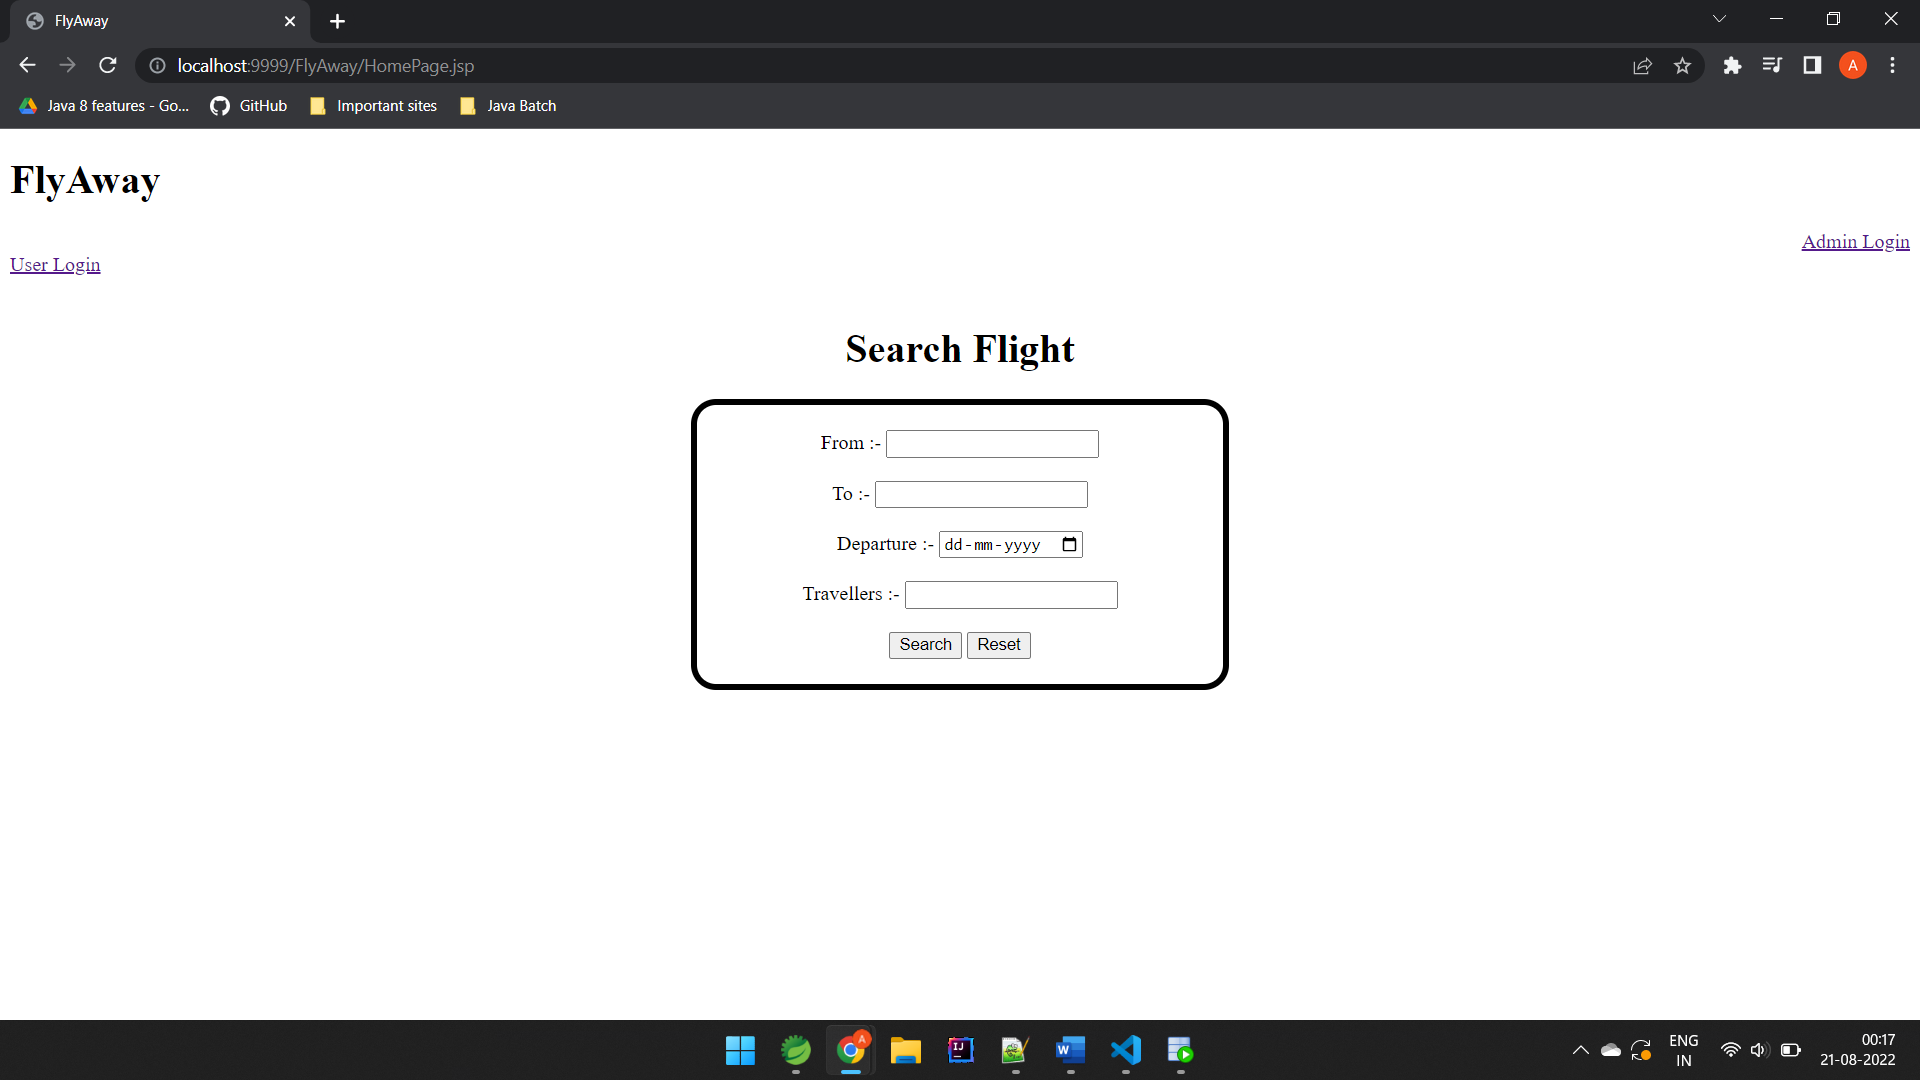 FlyAway
localhost:9999/FlyAway/HomePage.jsp
A
Java 8 features - Go... GitHub Important sites Java Batch
FlyAway
Admin Login
User Login
Search Flight
From :-
To :-
Departure :- dd-mm-yyyy
Travellers :-
Search Reset
A
IJ
W
ENG
IN
00:17
21-08-2022